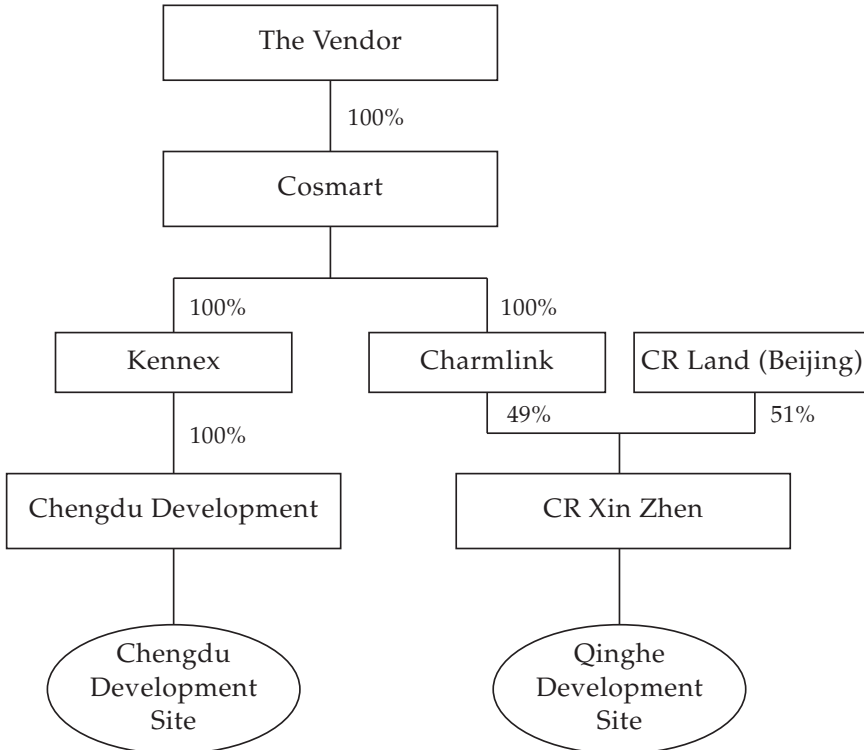 The Vendor
100%
Cosmart
100%
100%
Kennex
Charmlink
CR Land (Beijing)
100%
49%
51%
Chengdu Development
CR Xin Zhen
Chengdu
Development
Site
Qinghe
Development
Site